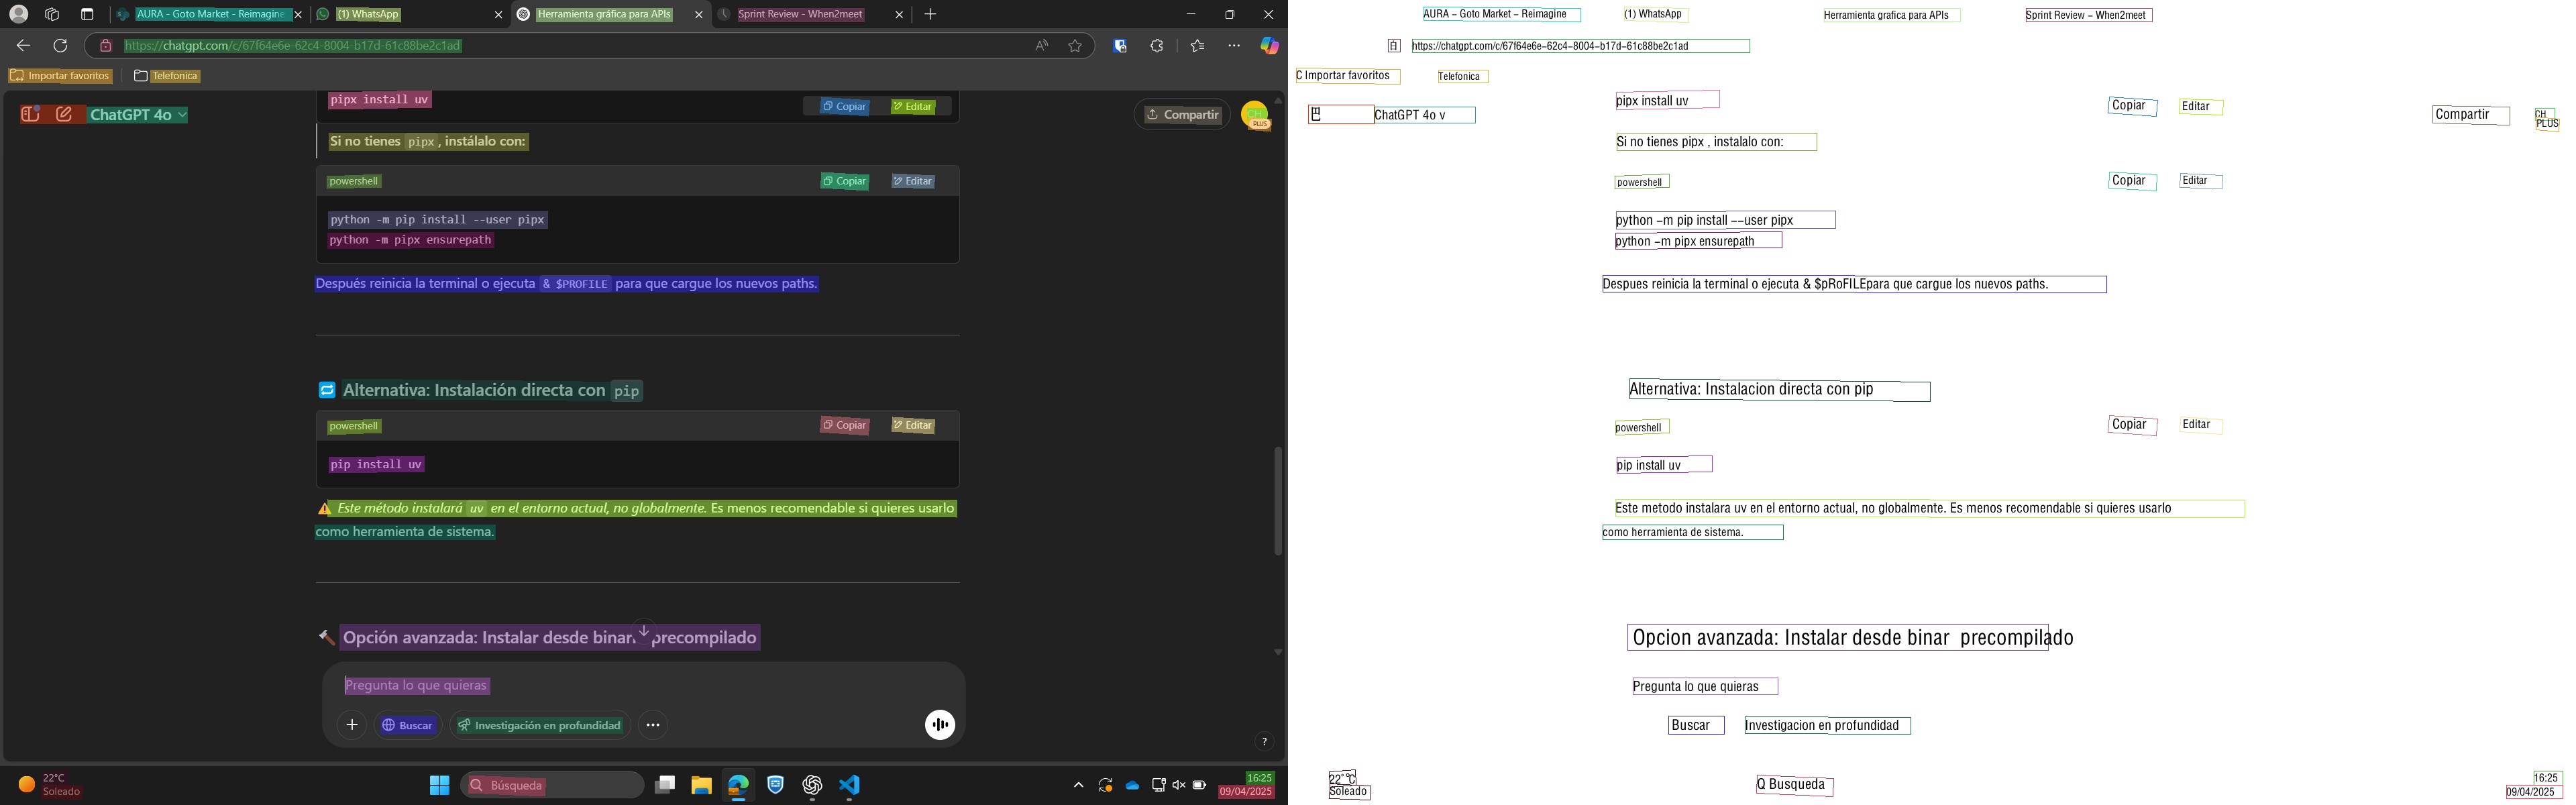 AURA - Goto Market - Reimagine
(1) WhatsApp
Herramienta gráfica para APIs
Sprint Review - When2meet
https://chatgpt.com/c/67f64e6e-62c4-8004-b17d-61c88be2c1ad
Importar favoritos
Telefonica
ChatGPT 4o
pipx install uv
Copiar
Editar
Compartir
CH
PLUS
Si no tienes pipx , instálalo con:
powershell
Copiar
Editar
python -m pip install --user pipx
python -m pipx ensurepath
Después reinicia la terminal o ejecuta & $PROFILE para que cargue los nuevos paths.
Alternativa: Instalación directa con pip
powershell
Copiar
Editar
pip install uv
Este método instalará uv en el entorno actual, no globalmente. Es menos recomendable si quieres usarlo
como herramienta de sistema.
Opción avanzada: Instalar desde binar precompilado
Pregunta lo que quieras
Buscar
Investigación en profundidad
?
22°C
Soleado
Búsqueda
16:25
09/04/2025
AURA - Goto Market - Reimagine
(1) WhatsApp
Herramienta grafica para APIs
Sprint Review - When2meet
https://chatgpt.com/c/67f64e6e-62c4-8004-b17d-61c88be2c1ad
C Importar favoritos
Telefonica
ChatGPT 4o v
pipx install uv
Copiar
Editar
Compartir
CH
PLUS
Si no tienes pipx , instalalo con:
powershell
Copiar
Editar
python -m pip install --user pipx
python -m pipx ensurepath
Despues reinicia la terminal o ejecuta & $pRoFILEpara que cargue los nuevos paths.
Alternativa: Instalacion directa con pip
powershell
Copiar
Editar
pip install uv
Este metodo instalara uv en el entorno actual, no globalmente. Es menos recomendable si quieres usarlo
como herramienta de sistema.
Opcion avanzada: Instalar desde binar precompilado
Pregunta lo que quieras
Buscar
Investigacion en profundidad
22°C
Soleado
Q Busqueda
16:25
09/04/2025